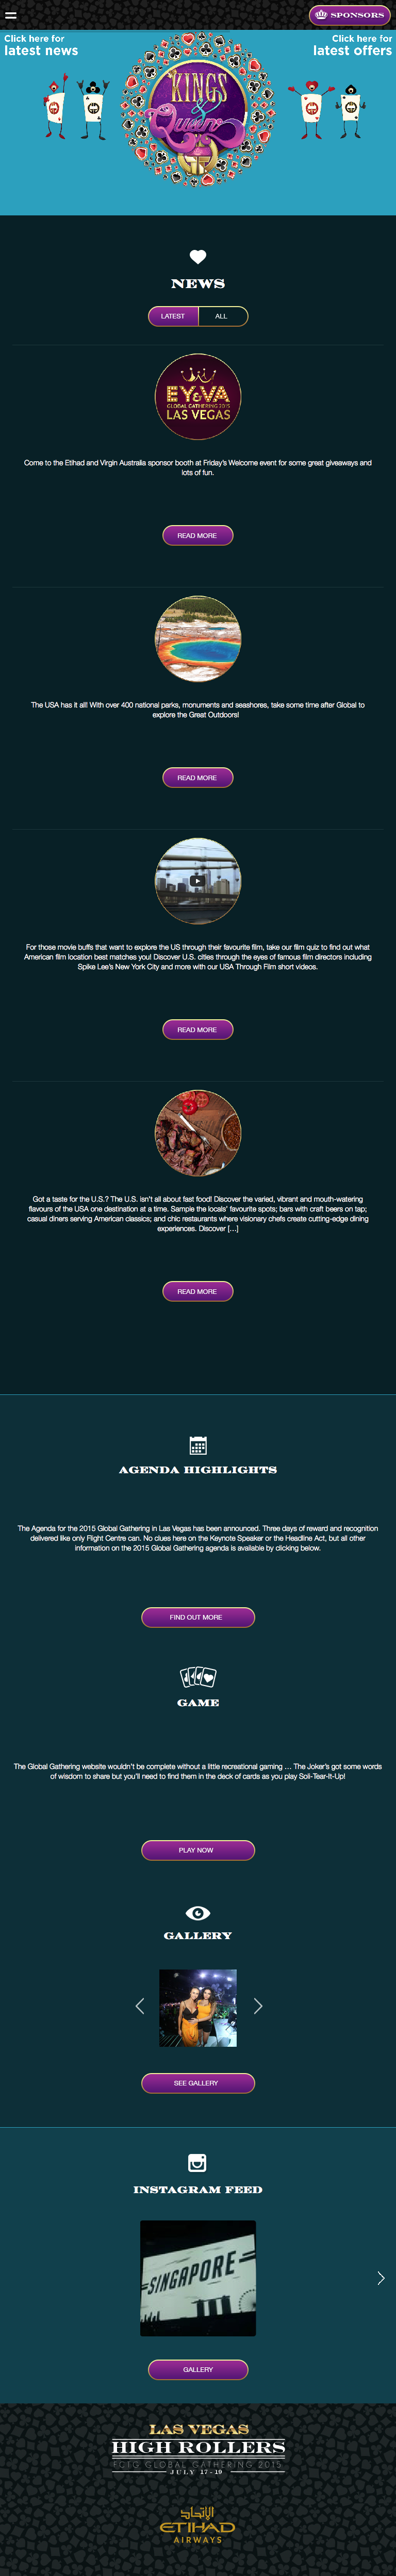 SPONSORS
Click here for
latest news
Click here for
latest offers
KINGS
&
Queens
NEWS
LATEST
ALL
EY&VA
GLOBAL GATHERING 2015
LAS VEGAS
Come to the Etihad and Virgin Australia sponsor booth at Friday's Welcome event for some great giveaways and
lots of fun.
READ MORE
The USA has it all! With over 400 national parks, monuments and seashores, take some time after Global to
explore the Great Outdoors!
READ MORE
For those movie buffs that want to explore the US through their favourite film, take our film quiz to find out what
American film location best matches you! Discover U.S. cities through the eyes of famous film directors including
Spike Lee's New York City and more with our USA Through Film short videos.
READ MORE
Got a taste for the U.S.? The U.S. isn't all about fast food! Discover the varied, vibrant and mouth-watering
flavours of the USA one destination at a time. Sample the locals' favourite spots; bars with craft beers on tap;
casual diners serving American classics; and chic restaurants where visionary chefs create cutting-edge dining
experiences. Discover [...]
READ MORE
AGENDA HIGHLIGHTS
The Agenda for the 2015 Global Gathering in Las Vegas has been announced. Three days of reward and recognition
delivered like only Flight Centre can. No clues here on the Keynote Speaker or the Headline Act, but all other
information on the 2015 Global Gathering agenda is available by clicking below.
FIND OUT MORE
GAME
The Global Gathering website wouldn't be complete without a little recreational gaming … The Joker's got some words
of wisdom to share but you'll need to find them in the deck of cards as you play Soli-Tear-It-Up!
PLAY NOW
GALLERY
SEE GALLERY
INSTAGRAM FEED
SINGAPORE
GALLERY
LAS VEGAS
HIGH ROLLERS
FCTG GLOBAL GATHERING 2015
JULY 17-19
الإتحاد
ETIHAD
AIRWAYS